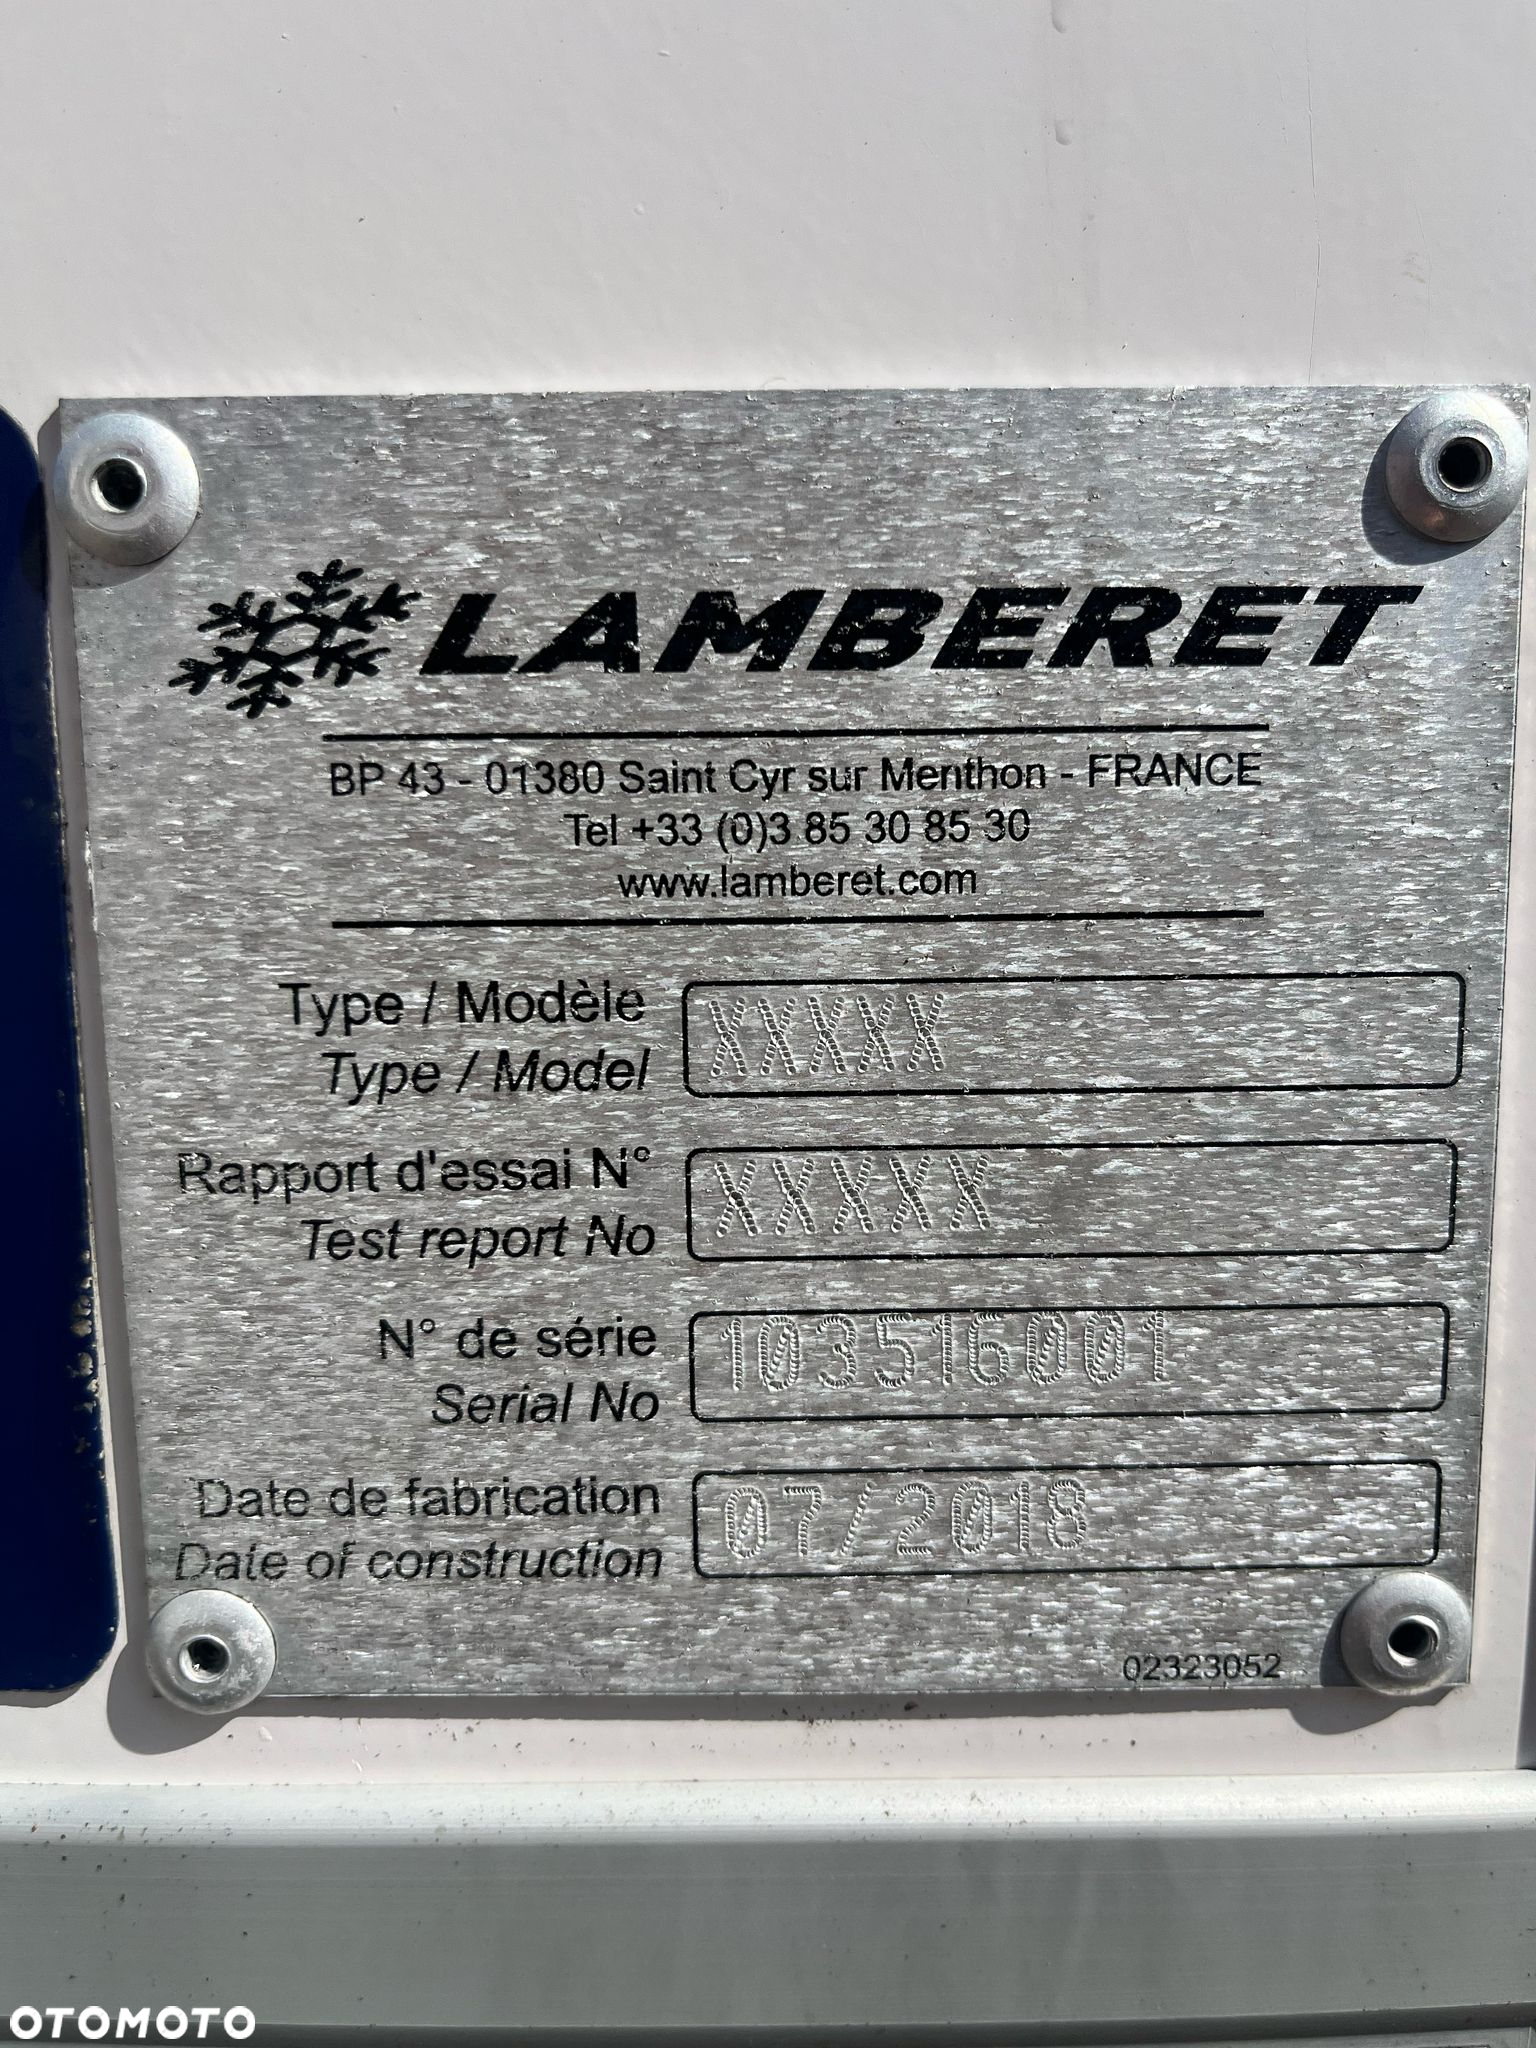 LAMBERET
BP 43 - 01380 Saint Cyr sur Menthon - FRANCE
Tel +33 (0)3 85 30 85 30
www.lamberet.com
Type / Modèle XXXXX
Type / Model
Rapport d'essai N° XXXXX
Test report No
N° de série 103516001
Serial No
Date de fabrication 07/2018
Date of construction
02323052
OTOMOTO